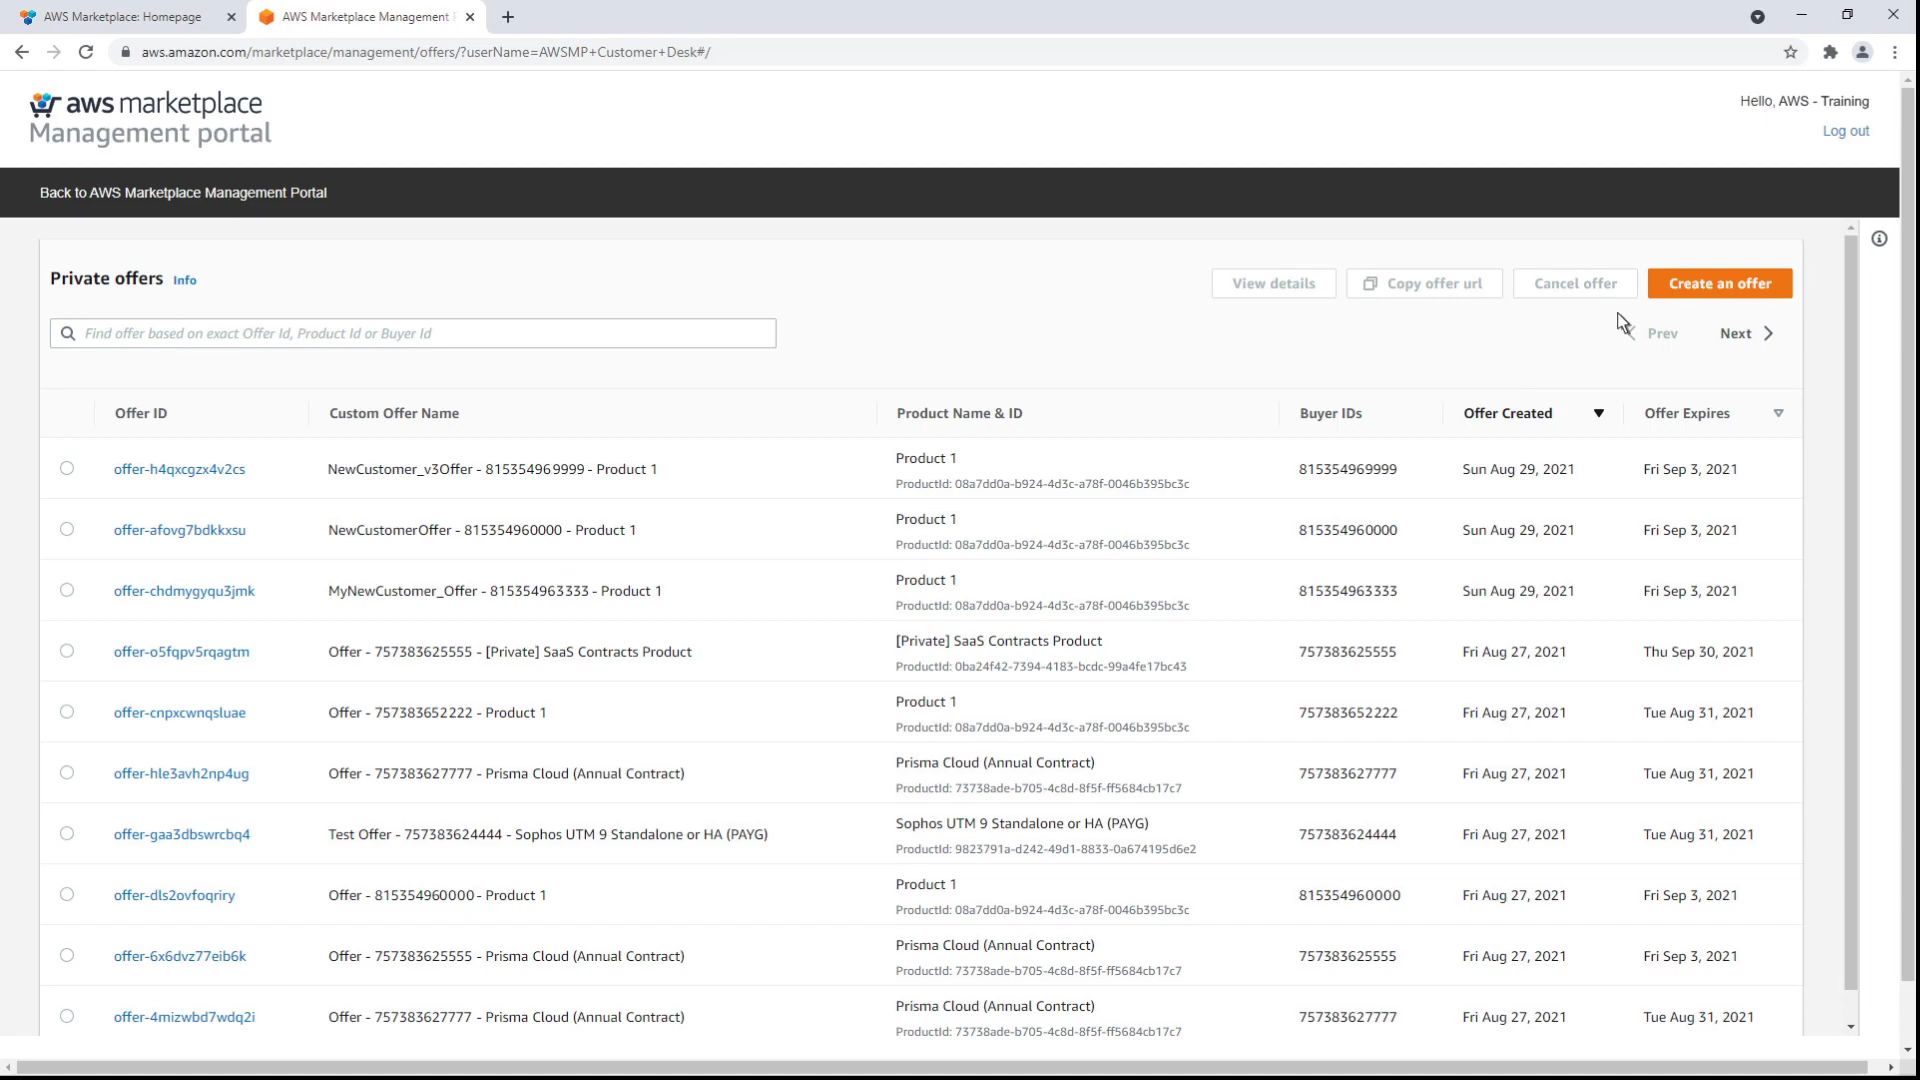 AWS Marketplace: Homepage
AWS Marketplace Management
aws.amazon.com/marketplace/management/offers/?userName=AWSMP+Customer+Desk#/
aws marketplace
Management portal
Hello, AWS - Training
Log out
Back to AWS Marketplace Management Portal
Private offers Info
View details
Copy offer url
Cancel offer
Create an offer
Find offer based on exact Offer Id, Product Id or Buyer Id
Prev
Next
Offer ID Custom Offer Name Product Name & ID Buyer IDs Offer Created Offer Expires
offer-h4qxcgzx4v2cs NewCustomer_v3Offer - 815354969999 - Product 1 Product 1 815354969999 Sun Aug 29, 2021 Fri Sep 3, 2021
ProductId: 08a7dd0a-b924-4d3c-a78f-0046b395bc3c
offer-afovg7bdkkxsu NewCustomerOffer - 815354960000 - Product 1 Product 1 815354960000 Sun Aug 29, 2021 Fri Sep 3, 2021
ProductId: 08a7dd0a-b924-4d3c-a78f-0046b395bc3c
offer-chdmygyqu3jmk MyNewCustomer_Offer - 815354963333 - Product 1 Product 1 815354963333 Sun Aug 29, 2021 Fri Sep 3, 2021
ProductId: 08a7dd0a-b924-4d3c-a78f-0046b395bc3c
offer-o5fqpv5rqagtm Offer - 757383625555 - [Private] SaaS Contracts Product [Private] SaaS Contracts Product 757383625555 Fri Aug 27, 2021 Thu Sep 30, 2021
ProductId: 0ba24f42-7394-4183-bcdc-99a4fe17bc43
offer-cnpxcwnqsluae Offer - 757383652222 - Product 1 Product 1 757383652222 Fri Aug 27, 2021 Tue Aug 31, 2021
ProductId: 08a7dd0a-b924-4d3c-a78f-0046b395bc3c
offer-hle3avh2np4ug Offer - 757383627777 - Prisma Cloud (Annual Contract) Prisma Cloud (Annual Contract) 757383627777 Fri Aug 27, 2021 Tue Aug 31, 2021
ProductId: 73738ade-b705-4c8d-8f5f-ff5684cb17c7
offer-gaa3dbswrcbq4 Test Offer - 757383624444 - Sophos UTM 9 Standalone or HA (PAYG) Sophos UTM 9 Standalone or HA (PAYG) 757383624444 Fri Aug 27, 2021 Tue Aug 31, 2021
ProductId: 9823791a-d242-49d1-8833-0a674195d6e2
offer-dls2ovfoqriry Offer - 815354960000 - Product 1 Product 1 815354960000 Fri Aug 27, 2021 Fri Sep 3, 2021
ProductId: 08a7dd0a-b924-4d3c-a78f-0046b395bc3c
offer-6x6dvz77eib6k Offer - 757383625555 - Prisma Cloud (Annual Contract) Prisma Cloud (Annual Contract) 757383625555 Fri Aug 27, 2021 Fri Sep 3, 2021
ProductId: 73738ade-b705-4c8d-8f5f-ff5684cb17c7
offer-4mizwbd7wdq2i Offer - 757383627777 - Prisma Cloud (Annual Contract) Prisma Cloud (Annual Contract) 757383627777 Fri Aug 27, 2021 Tue Aug 31, 2021
ProductId: 73738ade-b705-4c8d-8f5f-ff5684cb17c7